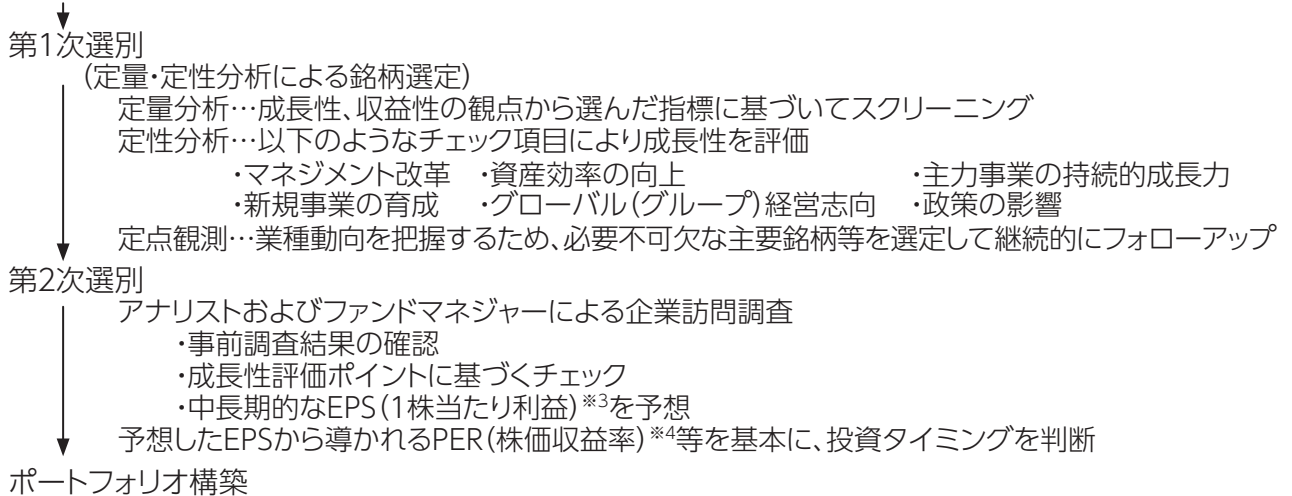 第1次選別
(定量・定性分析による銘柄選定)
定量分析…成長性、収益性の観点から選んだ指標に基づいてスクリーニング
定性分析…以下のようなチェック項目により成長性を評価
・マネジメント改革 ・資産効率の向上 ・主力事業の持続的成長力
・新規事業の育成 ・グローバル(グループ)経営志向 ・政策の影響
定点観測…業種動向を把握するため、必要不可欠な主要銘柄等を選定して継続的にフォローアップ
第2次選別
アナリストおよびファンドマネジャーによる企業訪問調査
・事前調査結果の確認
・成長性評価ポイントに基づくチェック
・中長期的なEPS(1株当たり利益)※3を予想
予想したEPSから導かれるPER(株価収益率)※4等を基本に、投資タイミングを判断
ポートフォリオ構築